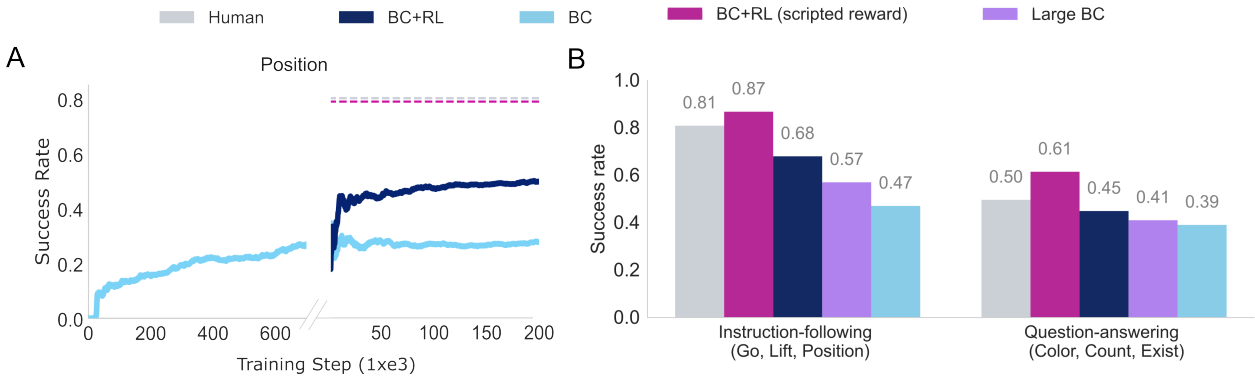 Human BC+RL BC BC+RL (scripted reward) Large BC
A
Position
Success Rate
0.8
0.6
0.4
0.2
0.0
0 200 400 600 50 100 150 200
Training Step (1xe3)
B
Success rate
1.0
0.8
0.6
0.4
0.2
0.0
0.81 0.87 0.68 0.57 0.47
0.50 0.61 0.45 0.41 0.39
Instruction-following
(Go, Lift, Position)
Question-answering
(Color, Count, Exist)